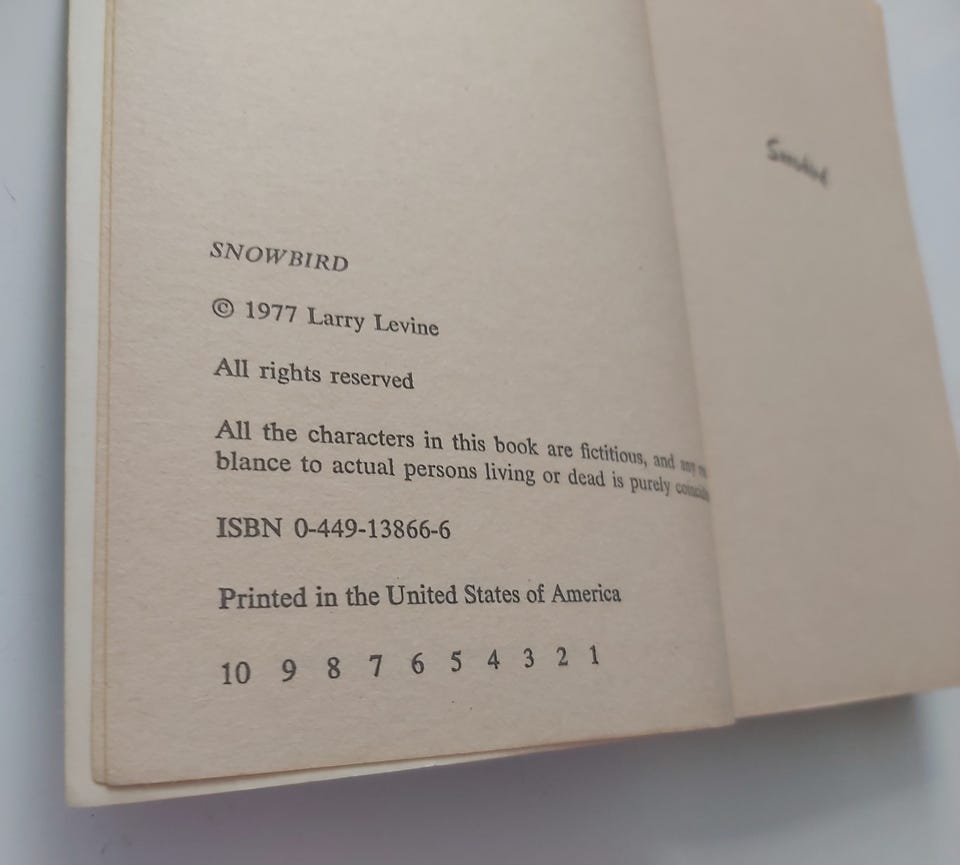 SNOWBIRD
© 1977 Larry Levine
All rights reserved
All the characters in this book are fictitious, and any
blance to actual persons living or dead is purely
ISBN 0-449-13866-6
Printed in the United States of America
10 9 8 7 6 5 4 3 2 1